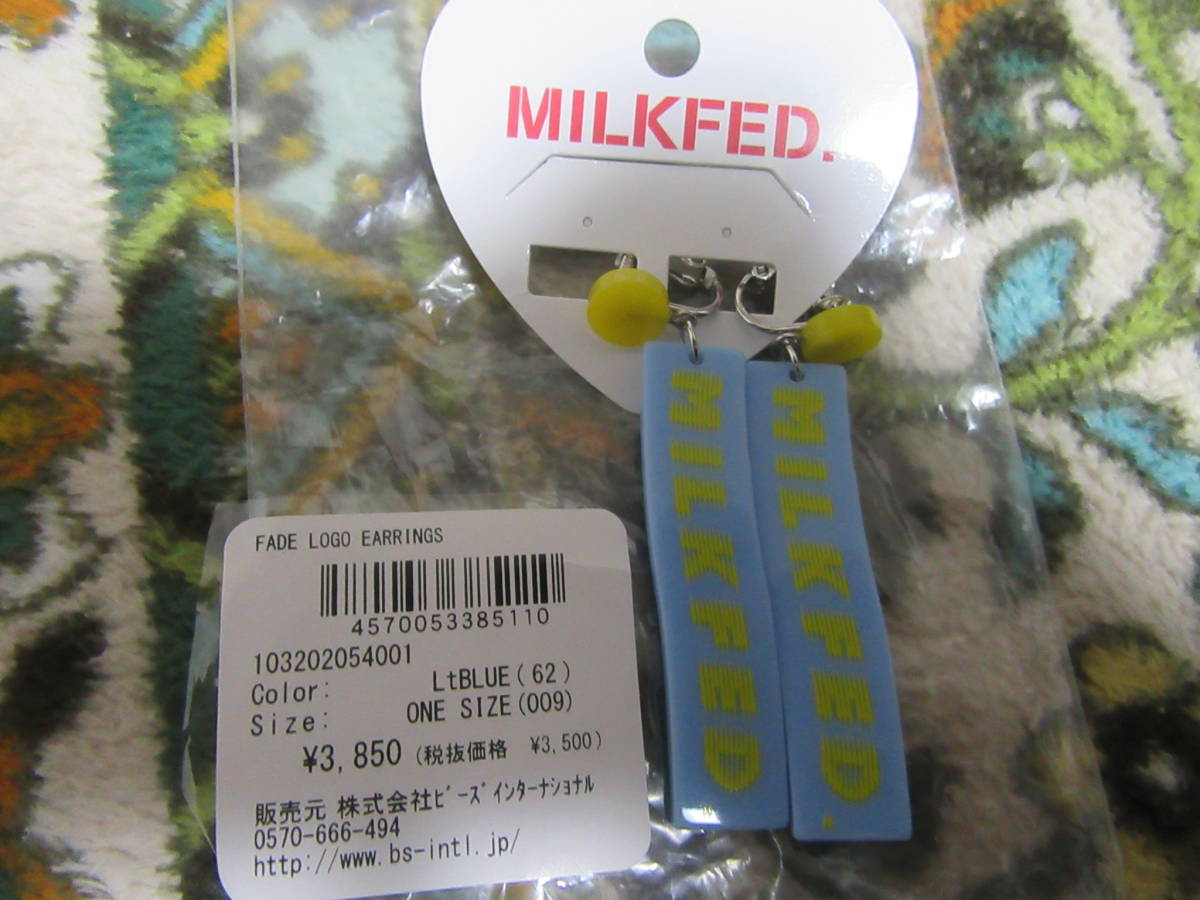 MILKFED.
MILKFED
MILKFED.
FADE LOGO EARRINGS
4570053385110
103202054001
Color: LtBLUE(62)
Size: ONE SIZE(009)
¥3,850 (税抜価格 ¥3,500)
販売元 株式会社ﾋﾞｰｽﾞｲﾝﾀｰﾅｼｮﾅﾙ
0570-666-494
http://www.bs-intl.jp/